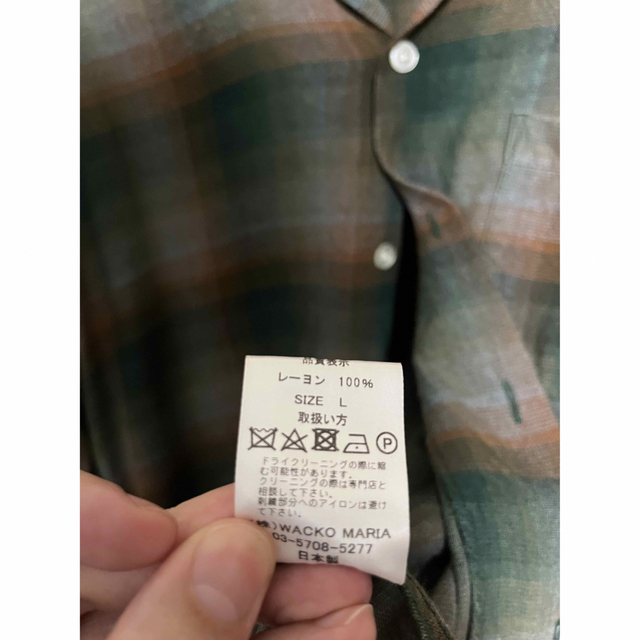 品質表示
レーヨン 100%
SIZE L
取扱い方
P
ドライクリーニングの際に縮
む可能性があります。
クリーニングの際は専門店と
相談して下さい。
刺繍部分へのアイロンは避け
て下さい。
(株)WACKO MARIA
03-5708-5277
日本製